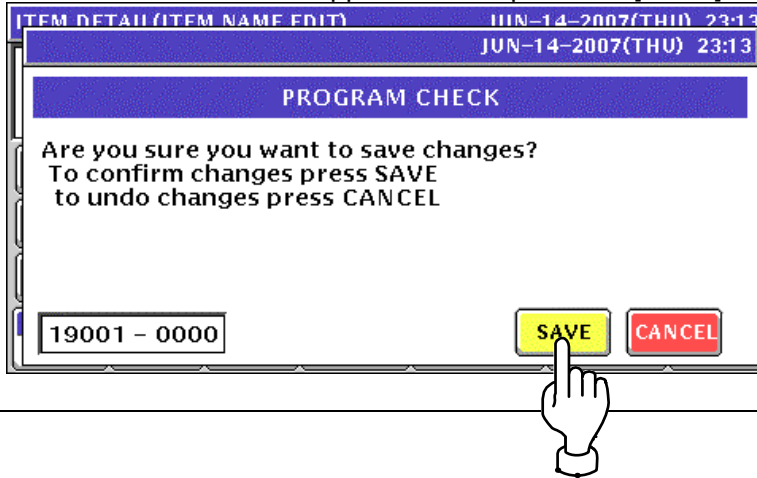 ITEM DETAIL(ITEM NAME EDIT) JUN-14-2007(THU) 23:13
JUN-14-2007(THU) 23:13
PROGRAM CHECK
Are you sure you want to save changes?
To confirm changes press SAVE
to undo changes press CANCEL
19001 - 0000
SAVE
CANCEL